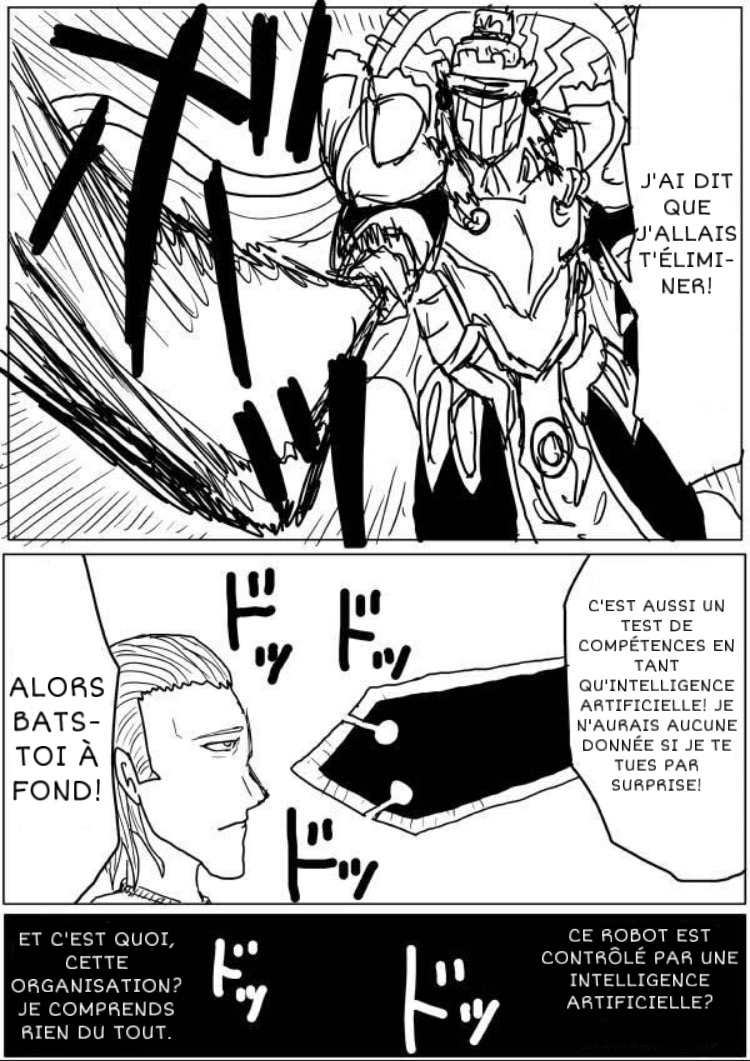 J'AI DIT
QUE
J'ALLAIS
T'ÉLIMI-
NER!
C'EST AUSSI UN
TEST DE
COMPÉTENCES EN
TANT
QU'INTELLIGENCE
ARTIFICIELLE! JE
N'AURAIS AUCUNE
DONNÉE SI JE TE
TUES PAR
SURPRISE!
ドッ
ドッ
ドッ
ALORS
BATS-
TOI À
FOND!
CE ROBOT EST
CONTRÔLÉ PAR UNE
INTELLIGENCE
ARTIFICIELLE?
ドッ
ドッ
ET C'EST QUOI,
CETTE
ORGANISATION?
JE COMPRENDS
RIEN DU TOUT.